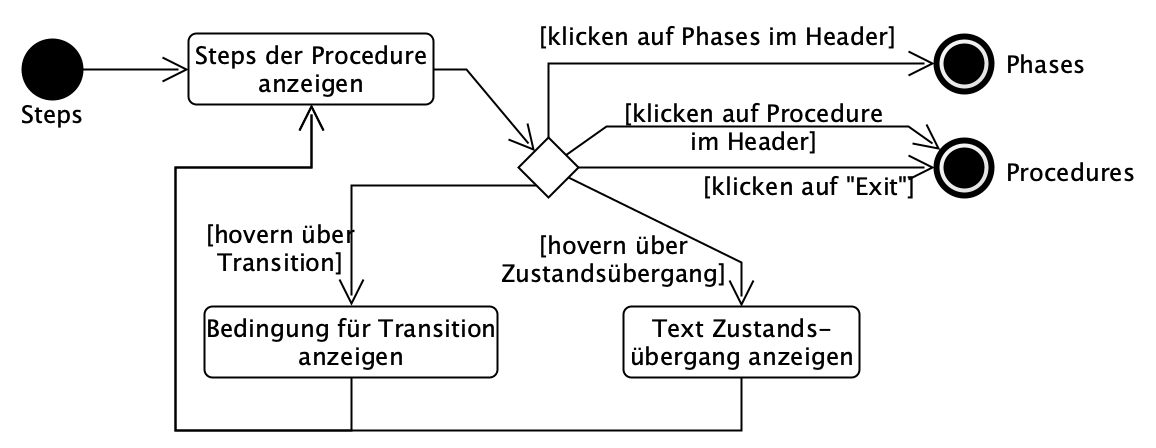 [klicken auf Phases im Header]
Steps der Procedure
anzeigen
Phases
Steps
[klicken auf Procedure
im Header]
Procedures
[klicken auf "Exit"]
[hovern über
Transition]
[hovern über
Zustandsübergang]
Bedingung für Transition
anzeigen
Text Zustands-
übergang anzeigen